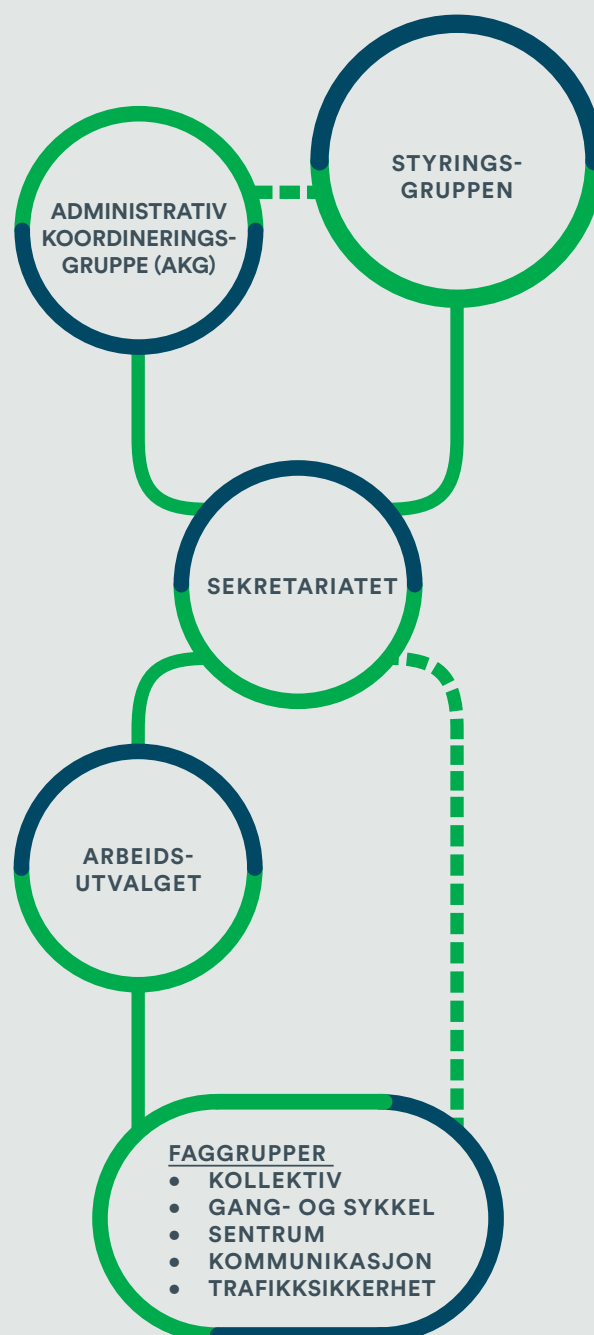 STYRINGS-
GRUPPEN
ADMINISTRATIV
KOORDINERINGS-
GRUPPE (AKG)
SEKRETARIATET
ARBEIDS-
UTVALGET
FAGGRUPPER
• KOLLEKTIV
• GANG- OG SYKKEL
• SENTRUM
• KOMMUNIKASJON
• TRAFIKKSIKKERHET